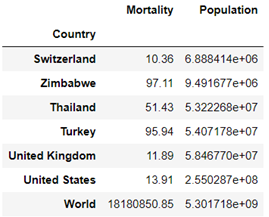 Mortality Population
Country
Switzerland 10.36 6.888414e+06
Zimbabwe 97.11 9.491677e+06
Thailand 51.43 5.322268e+07
Turkey 95.94 5.407178e+07
United Kingdom 11.89 5.846770e+07
United States 13.91 2.550287e+08
World 18180850.85 5.301718e+09